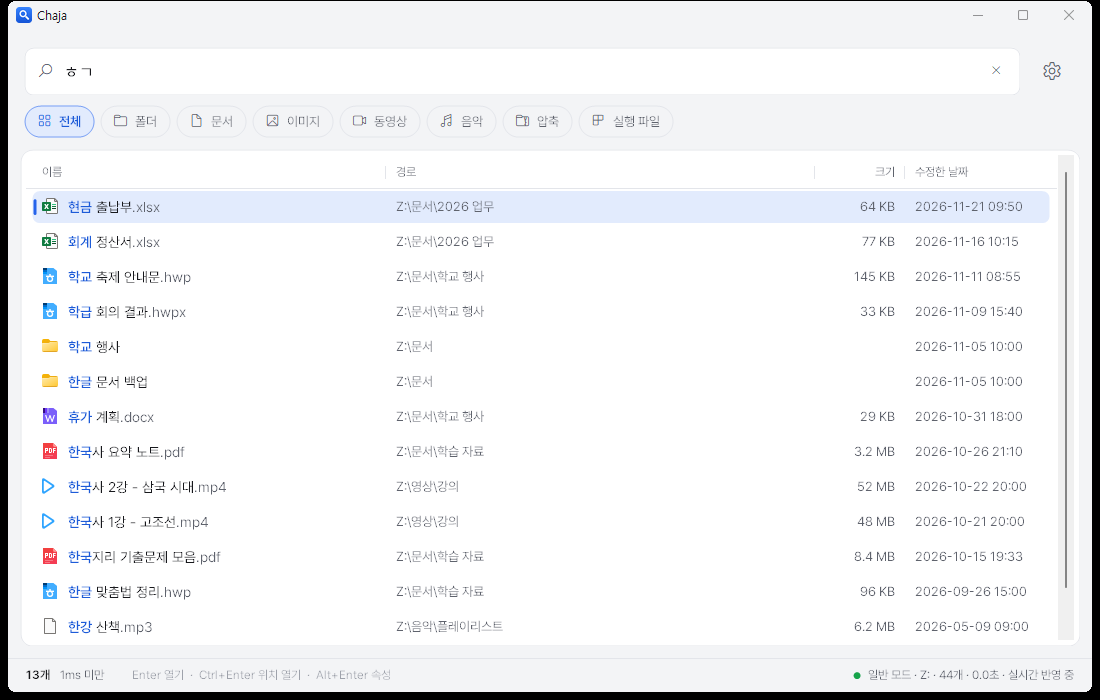 Chaja
ㅎㄱ
전체 폴더 문서 이미지 동영상 음악 압축 실행 파일
이름 경로 크기 수정한 날짜
현금 출납부.xlsx Z:\문서\2026 업무 64 KB 2026-11-21 09:50
회계 정산서.xlsx Z:\문서\2026 업무 77 KB 2026-11-16 10:15
학교 축제 안내문.hwp Z:\문서\학교 행사 145 KB 2026-11-11 08:55
학급 회의 결과.hwpx Z:\문서\학교 행사 33 KB 2026-11-09 15:40
학교 행사 Z:\문서 2026-11-05 10:00
한글 문서 백업 Z:\문서 2026-11-05 10:00
휴가 계획.docx Z:\문서\학교 행사 29 KB 2026-10-31 18:00
한국사 요약 노트.pdf Z:\문서\학습 자료 3.2 MB 2026-10-26 21:10
한국사 2강 - 삼국 시대.mp4 Z:\영상\강의 52 MB 2026-10-22 20:00
한국사 1강 - 고조선.mp4 Z:\영상\강의 48 MB 2026-10-21 20:00
한국지리 기출문제 모음.pdf Z:\문서\학습 자료 8.4 MB 2026-10-15 19:33
한글 맞춤법 정리.hwp Z:\문서\학습 자료 96 KB 2026-09-26 15:00
한강 산책.mp3 Z:\음악\플레이리스트 6.2 MB 2026-05-09 09:00
13개 1ms 미만 Enter 열기 · Ctrl+Enter 위치 열기 · Alt+Enter 속성 일반 모드 · Z: · 44개 · 0.0초 · 실시간 반영 중